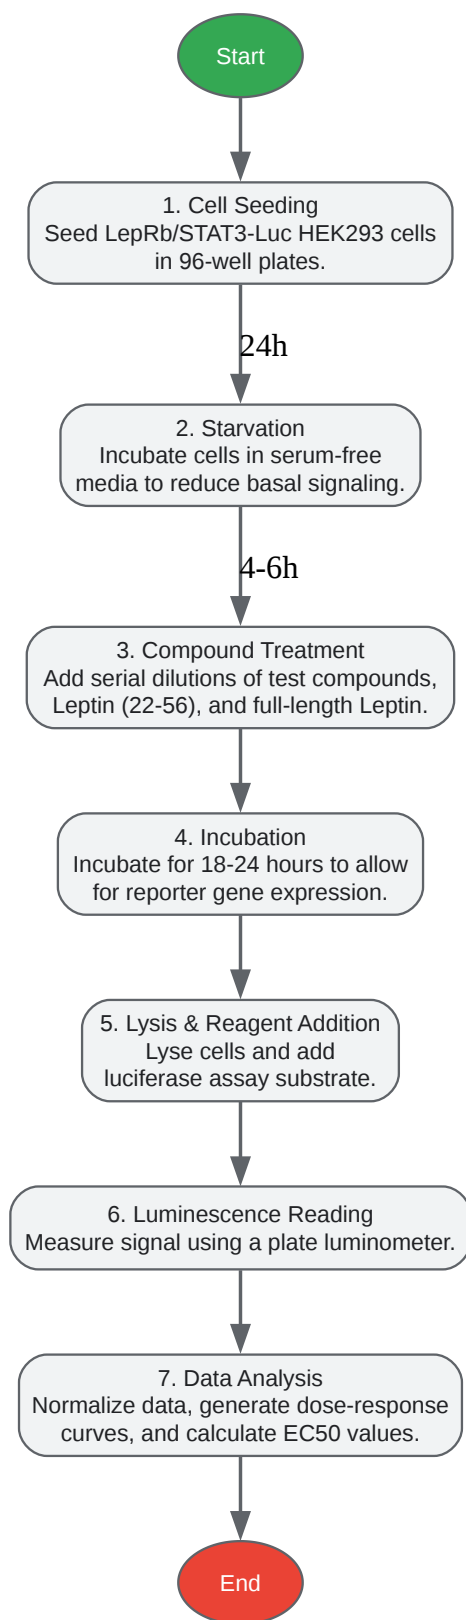 Start
1. Cell Seeding
Seed LepRb/STAT3-Luc HEK293 cells
in 96-well plates.
24h
2. Starvation
Incubate cells in serum-free
media to reduce basal signaling.
4-6h
3. Compound Treatment
Add serial dilutions of test compounds,
Leptin (22-56), and full-length Leptin.
4. Incubation
Incubate for 18-24 hours to allow
for reporter gene expression.
5. Lysis & Reagent Addition
Lyse cells and add
luciferase assay substrate.
6. Luminescence Reading
Measure signal using a plate luminometer.
7. Data Analysis
Normalize data, generate dose-response
curves, and calculate EC50 values.
End